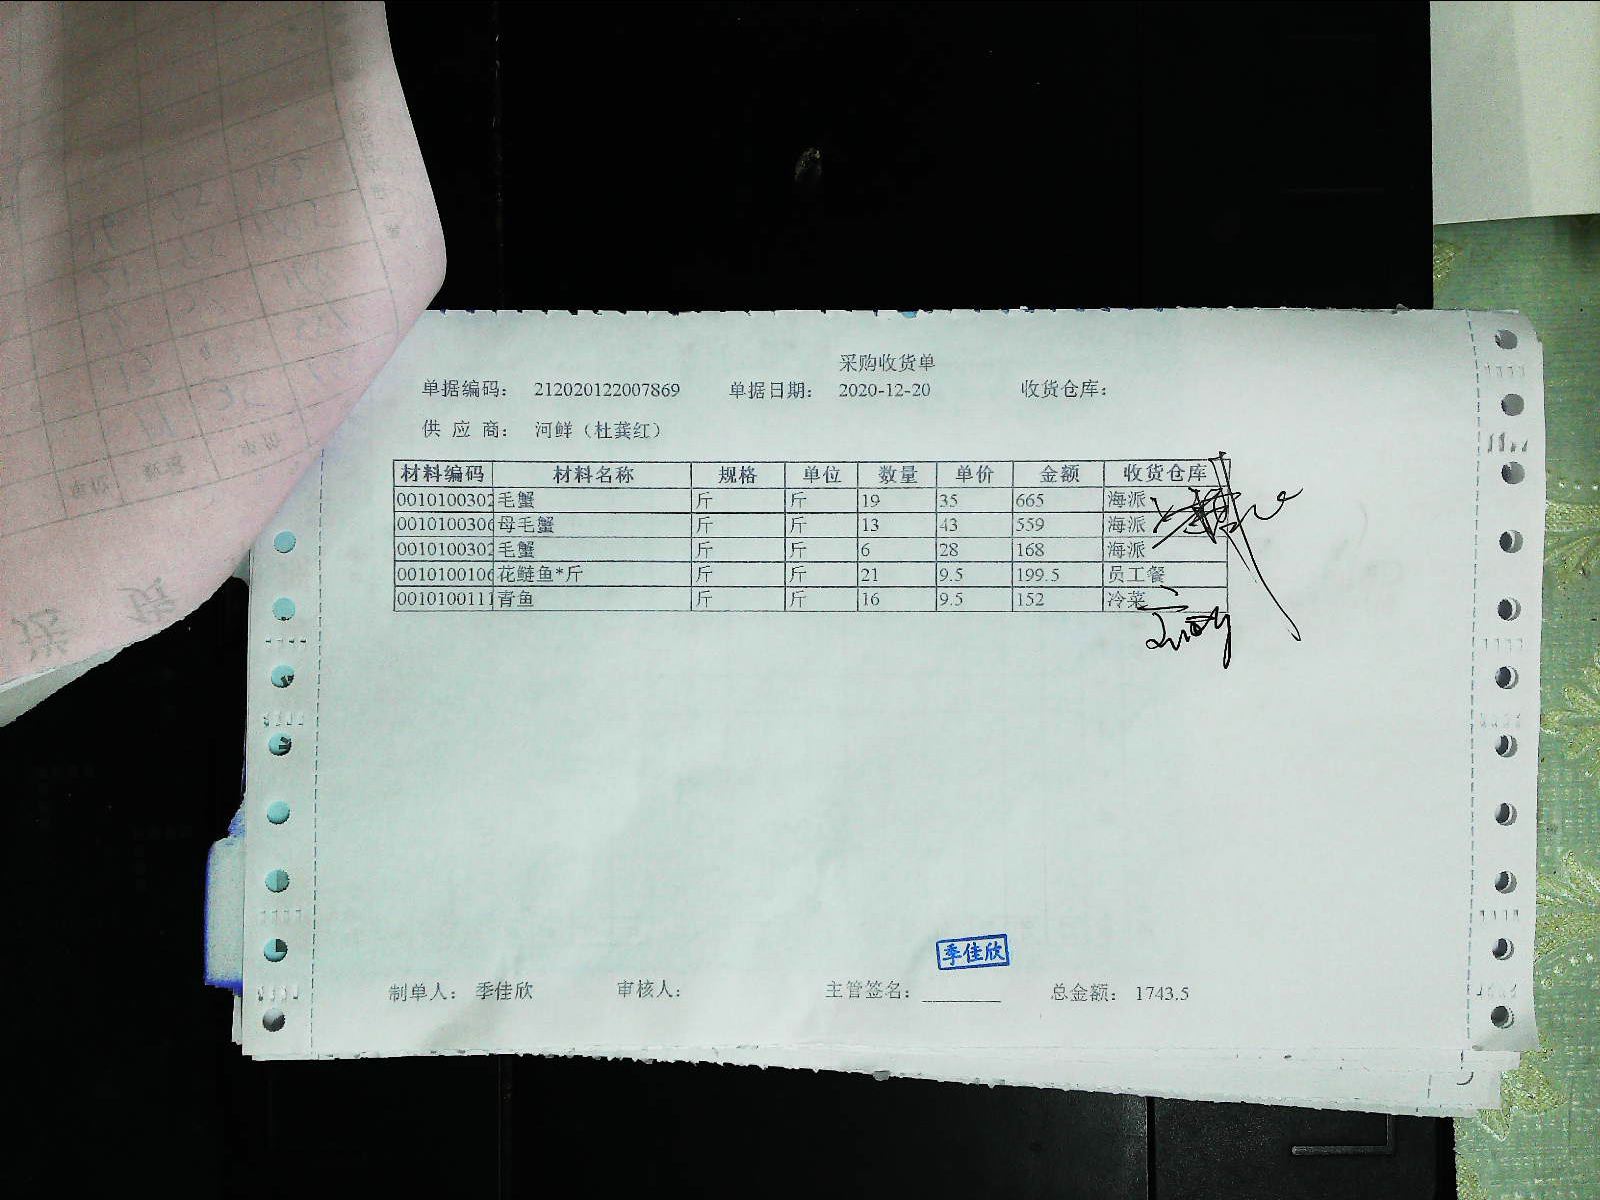 采购收货单
单据编码： 212020122007869 单据日期： 2020-12-20 收货仓库：
供 应 商： 河鲜（杜龚红）
材料编码 材料名称 规格 单位 数量 单价 金额 收货仓库
0010100302 毛蟹 斤 斤 19 35 665 海派
0010100306 母毛蟹 斤 斤 13 43 559 海派
0010100302 毛蟹 斤 斤 6 28 168 海派
0010100106 花鲢鱼*斤 斤 斤 21 9.5 199.5 员工餐
0010100111 青鱼 斤 斤 16 9.5 152 冷菜
季佳欣
制单人： 季佳欣 审核人： 主管签名： 总金额： 1743.5